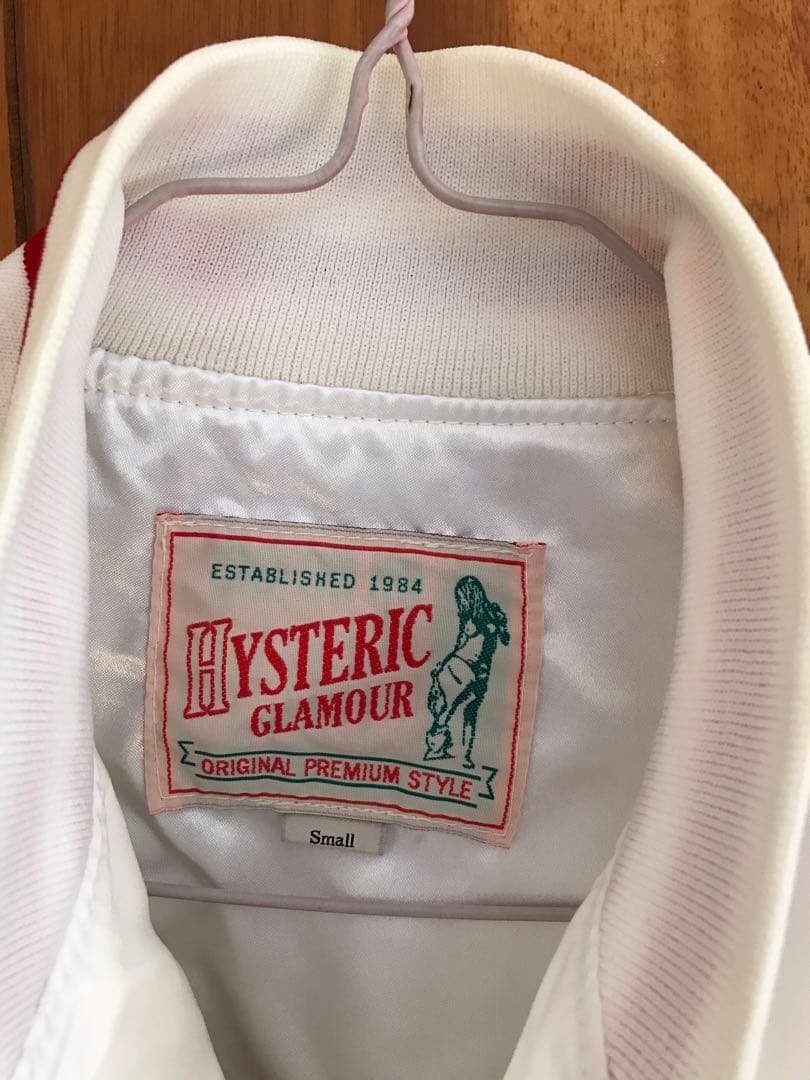 ESTABLISHED 1984
HYSTERIC
GLAMOUR
ORIGINAL PREMIUM STYLE
Small